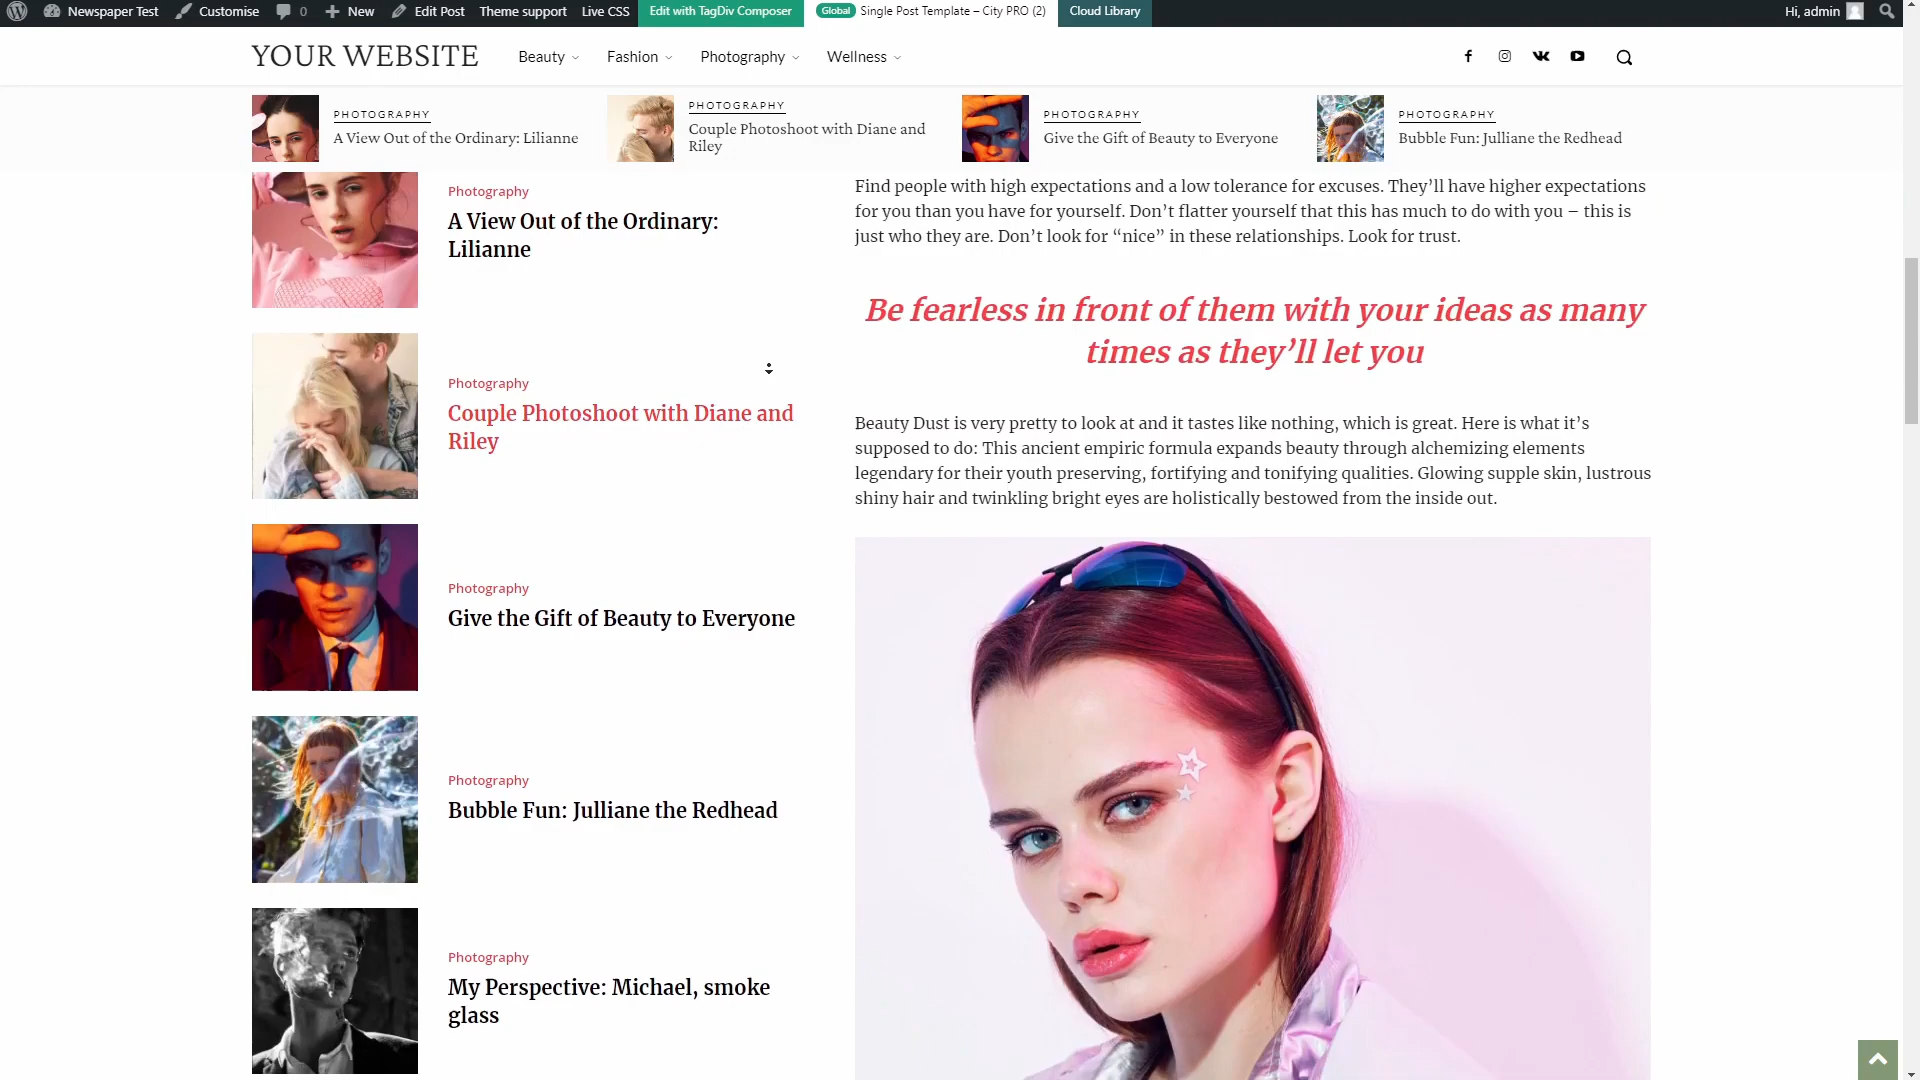 Newspaper Test
Customise
0
New
Edit Post
Theme support
Live CSS
Edit with TagDiv Composer
Global
Single Post Template – City PRO (2)
Cloud Library
Hi, admin
YOUR WEBSITE
Beauty
Fashion
Photography
Wellness
PHOTOGRAPHY
A View Out of the Ordinary: Lilianne
PHOTOGRAPHY
Couple Photoshoot with Diane and
Riley
PHOTOGRAPHY
Give the Gift of Beauty to Everyone
PHOTOGRAPHY
Bubble Fun: Julliane the Redhead
Photography
A View Out of the Ordinary:
Lilianne
Photography
Couple Photoshoot with Diane and
Riley
Photography
Give the Gift of Beauty to Everyone
Photography
Bubble Fun: Julliane the Redhead
Photography
My Perspective: Michael, smoke
glass
Find people with high expectations and a low tolerance for excuses. They’ll have higher expectations
for you than you have for yourself. Don’t flatter yourself that this has much to do with you – this is
just who they are. Don’t look for “nice” in these relationships. Look for trust.
Be fearless in front of them with your ideas as many
times as they’ll let you
Beauty Dust is very pretty to look at and it tastes like nothing, which is great. Here is what it’s
supposed to do: This ancient empiric formula expands beauty through alchemizing elements
legendary for their youth preserving, fortifying and tonifying qualities. Glowing supple skin, lustrous
shiny hair and twinkling bright eyes are holistically bestowed from the inside out.